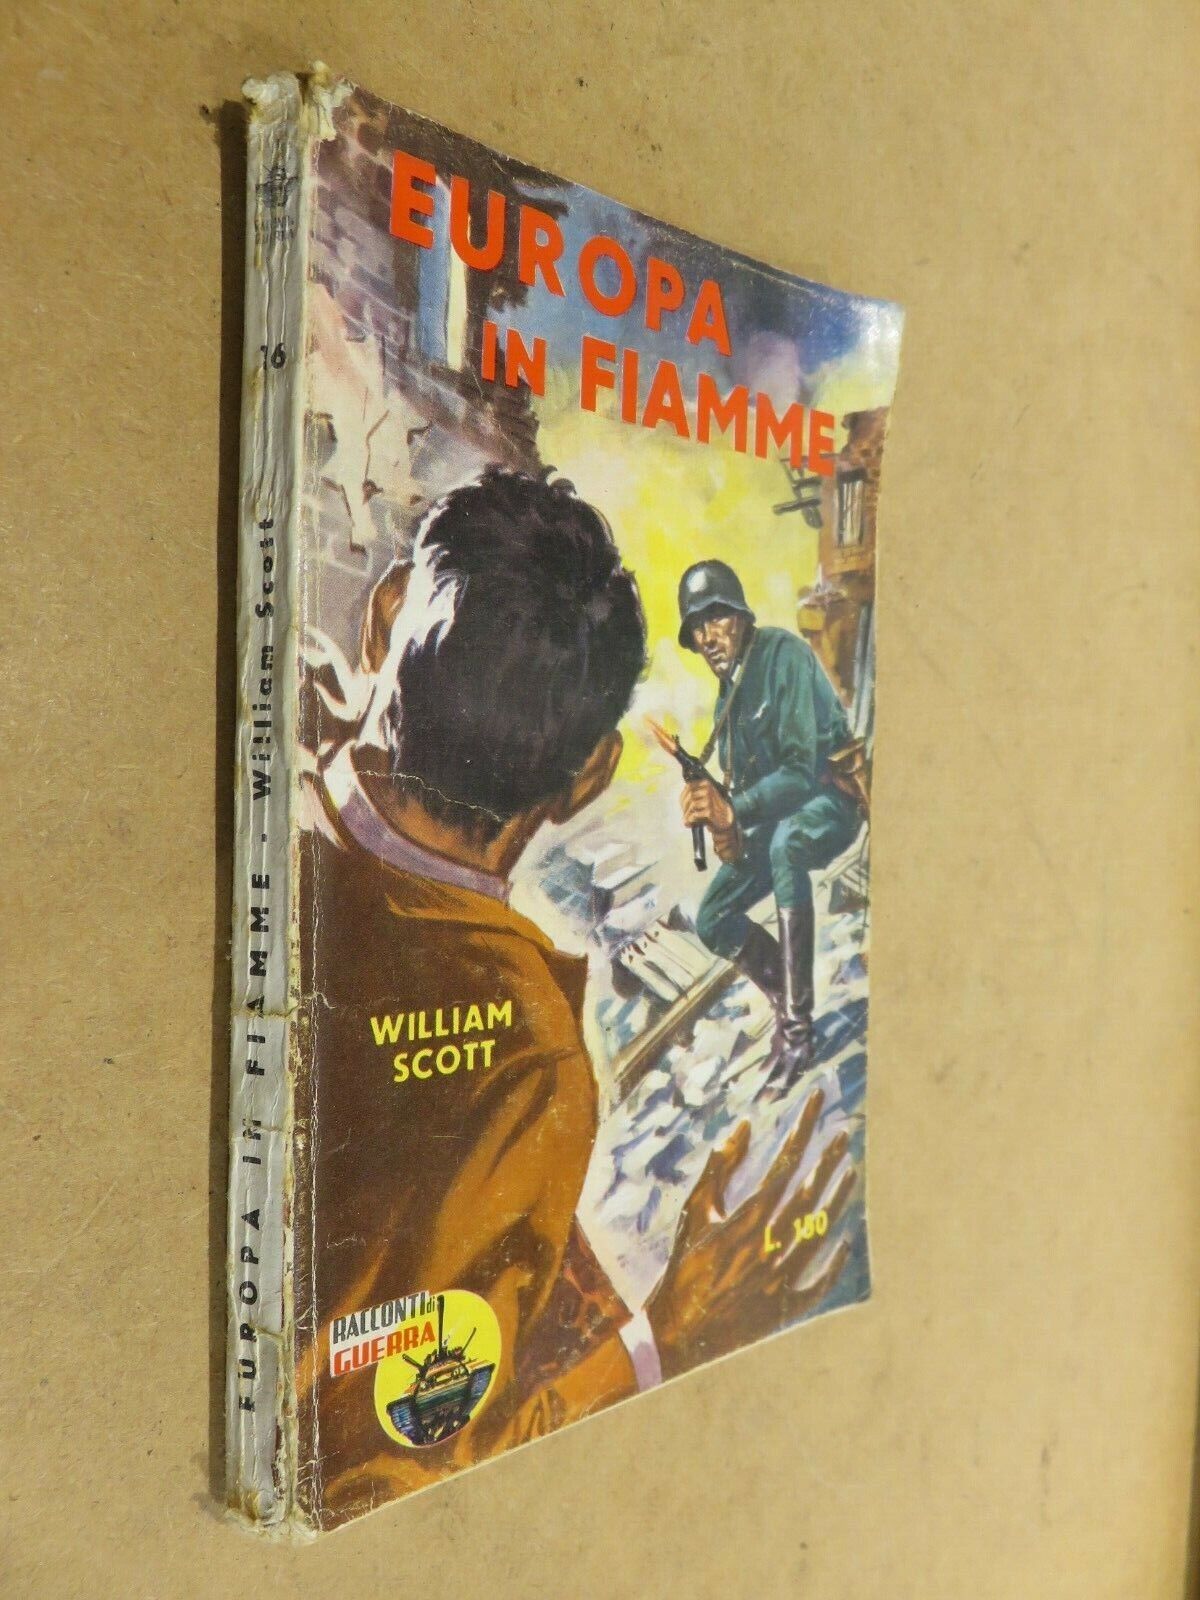 EUROPA
IN FIAMME
WILLIAM
SCOTT
L. 180
RACCONTI di
GUERRA
EUROPA IN FIAMME - William Scott
16